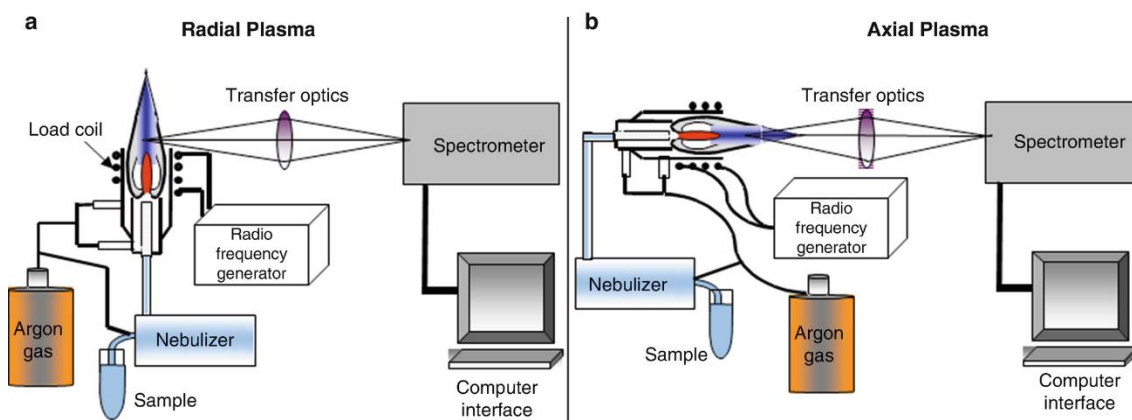 a
Radial Plasma
Transfer optics
Load coil
Spectrometer
Radio
frequency
generator
Argon
gas
Nebulizer
Sample
Computer
interface
b
Axial Plasma
Transfer optics
Spectrometer
Radio
frequency
generator
Nebulizer
Sample
Argon
gas
Computer
interface